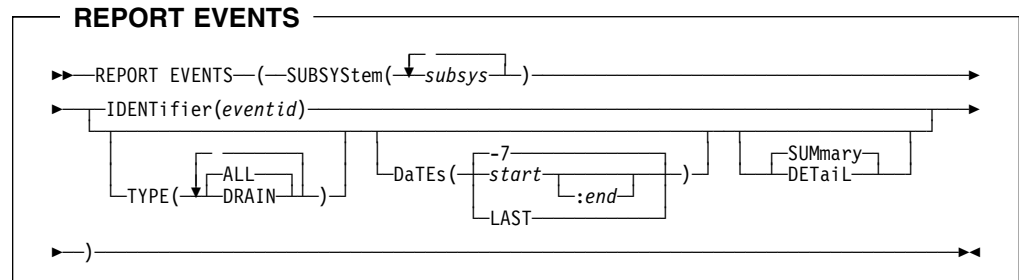 REPORT EVENTS
REPORT EVENTS ( SUBSYStem( subsys )
IDENTifier(eventid)
-7 SUMmary
ALL DaTEs( start ) DETaiL
TYPE( DRAIN ) :end
LAST
)